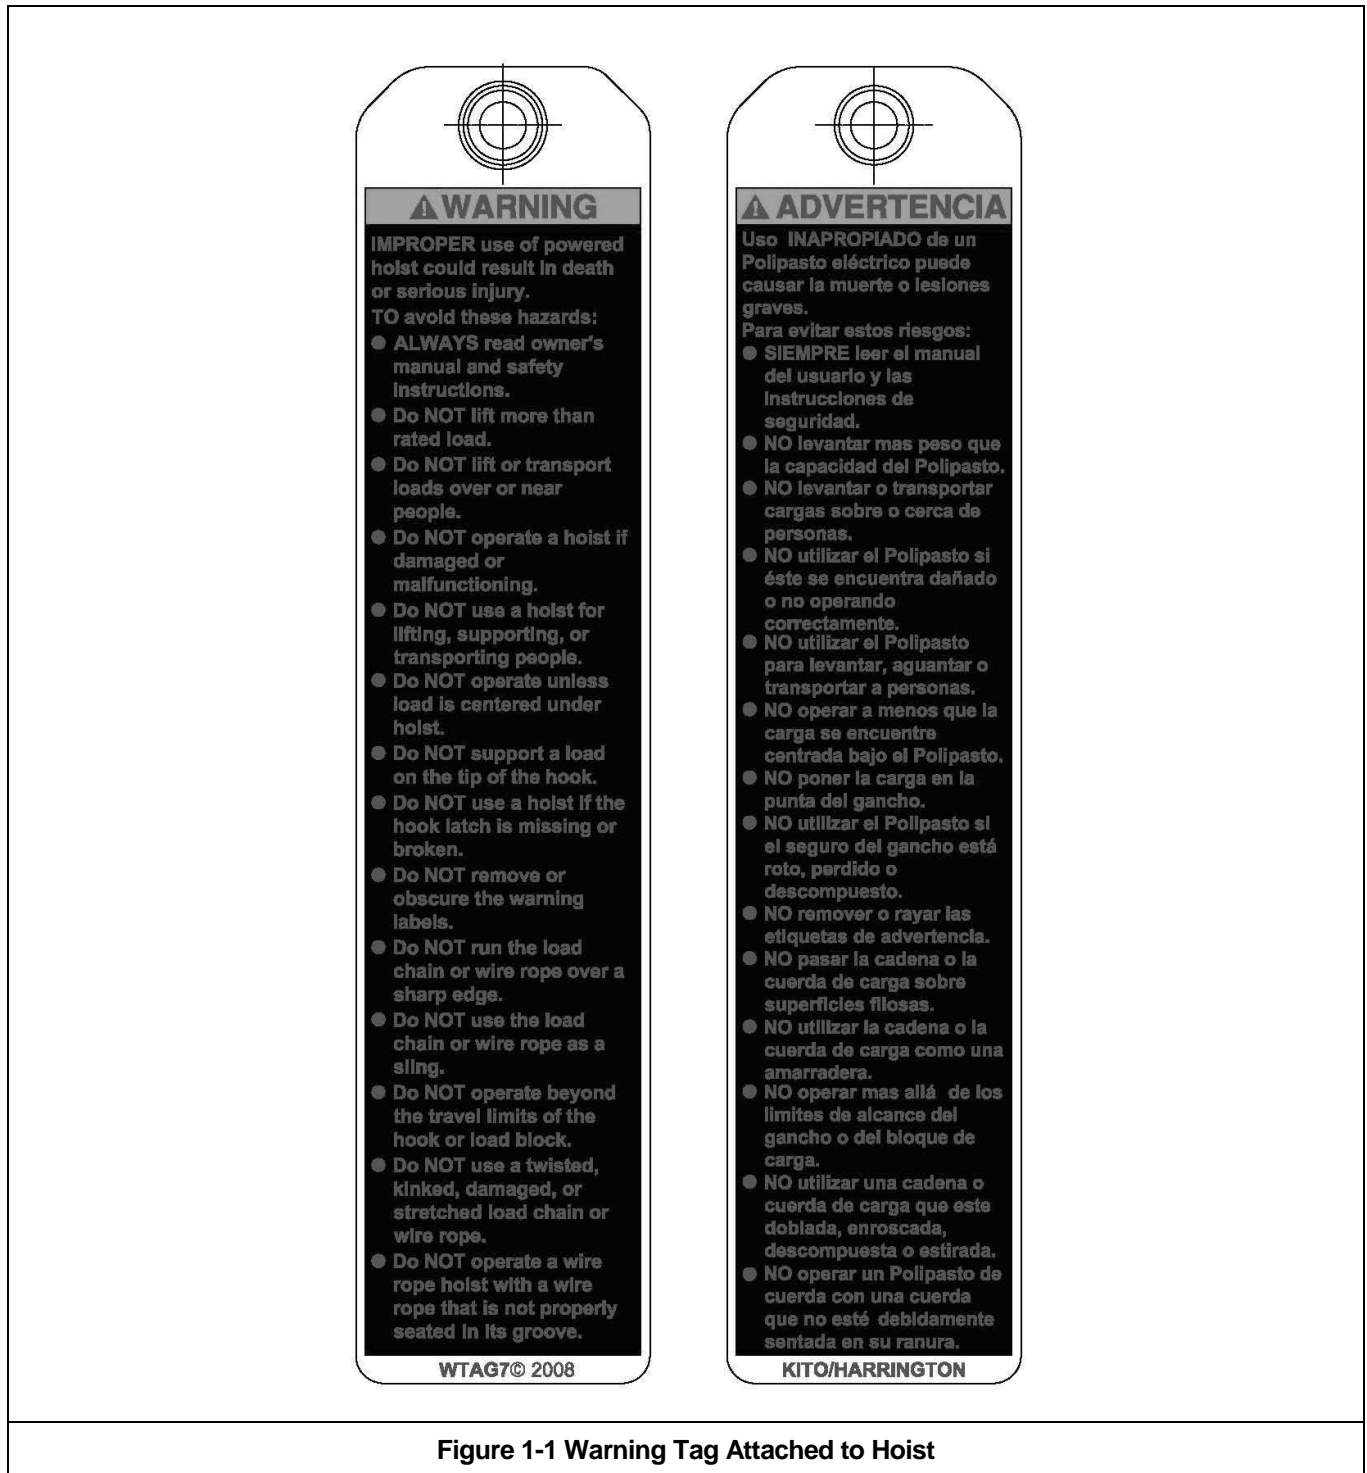 WARNING
IMPROPER use of powered
hoist could result in death
or serious injury.
TO avoid these hazards:
● ALWAYS read owner's
manual and safety
instructions.
● Do NOT lift more than
rated load.
● Do NOT lift or transport
loads over or near
people.
● Do NOT operate a hoist if
damaged or
malfunctioning.
● Do NOT use a hoist for
lifting, supporting, or
transporting people.
● Do NOT operate unless
load is centered under
hoist.
● Do NOT support a load
on the tip of the hook.
● Do NOT use a hoist if the
hook latch is missing or
broken.
● Do NOT remove or
obscure the warning
labels.
● Do NOT run the load
chain or wire rope over a
sharp edge.
● Do NOT use the load
chain or wire rope as a
sling.
● Do NOT operate beyond
the travel limits of the
hook or load block.
● Do NOT use a twisted,
kinked, damaged, or
stretched load chain or
wire rope.
● Do NOT operate a wire
rope hoist with a wire
rope that is not properly
seated in its groove.
WTAG7© 2008
ADVERTENCIA
Uso INAPROPIADO de un
Polipasto eléctrico puede
causar la muerte o lesiones
graves.
Para evitar estos riesgos:
● SIEMPRE leer el manual
del usuario y las
instrucciones de
seguridad.
● NO levantar mas peso que
la capacidad del Polipasto.
● NO levantar o transportar
cargas sobre o cerca de
personas.
● NO utilizar el Polipasto si
éste se encuentra dañado
o no operando
correctamente.
● NO utilizar el Polipasto
para levantar, aguantar o
transportar a personas.
● NO operar a menos que la
carga se encuentre
centrada bajo el Polipasto.
● NO poner la carga en la
punta del gancho.
● NO utilizar el Polipasto si
el seguro del gancho está
roto, perdido o
descompuesto.
● NO remover o rayar las
etiquetas de advertencia.
● NO pasar la cadena o la
cuerda de carga sobre
superficies filosas.
● NO utilizar la cadena o la
cuerda de carga como una
amarradera.
● NO operar mas allá de los
limites de alcance del
gancho o del bloque de
carga.
● NO utilizar una cadena o
cuerda de carga que este
doblada, enroscada,
descompuesta o estirada.
● NO operar un Polipasto de
cuerda con una cuerda
que no esté debidamente
sentada en su ranura.
KITO/HARRINGTON
Figure 1-1 Warning Tag Attached to Hoist